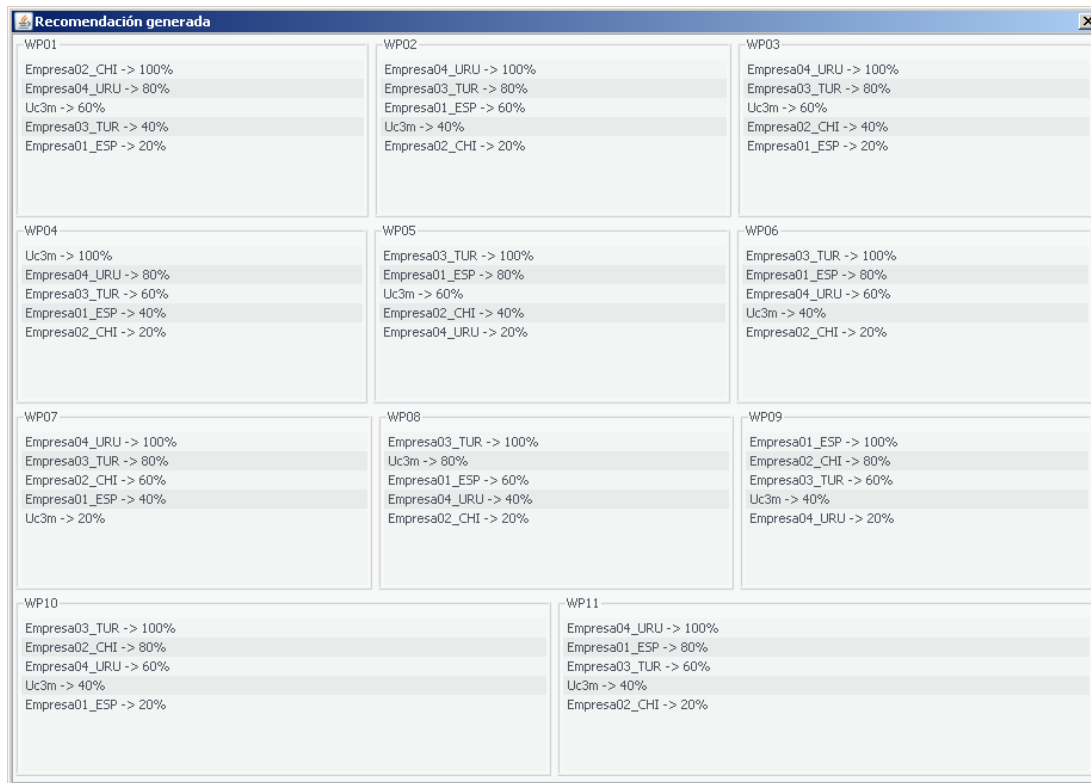 Recomendación generada
WP01
Empresa02_CHI -> 100%
Empresa04_URU -> 80%
Uc3m -> 60%
Empresa03_TUR -> 40%
Empresa01_ESP -> 20%
WP02
Empresa04_URU -> 100%
Empresa03_TUR -> 80%
Empresa01_ESP -> 60%
Uc3m -> 40%
Empresa02_CHI -> 20%
WP03
Empresa04_URU -> 100%
Empresa03_TUR -> 80%
Uc3m -> 60%
Empresa02_CHI -> 40%
Empresa01_ESP -> 20%
WP04
Uc3m -> 100%
Empresa04_URU -> 80%
Empresa03_TUR -> 60%
Empresa01_ESP -> 40%
Empresa02_CHI -> 20%
WP05
Empresa03_TUR -> 100%
Empresa01_ESP -> 80%
Uc3m -> 60%
Empresa02_CHI -> 40%
Empresa04_URU -> 20%
WP06
Empresa03_TUR -> 100%
Empresa01_ESP -> 80%
Empresa04_URU -> 60%
Uc3m -> 40%
Empresa02_CHI -> 20%
WP07
Empresa04_URU -> 100%
Empresa03_TUR -> 80%
Empresa02_CHI -> 60%
Empresa01_ESP -> 40%
Uc3m -> 20%
WP08
Empresa03_TUR -> 100%
Uc3m -> 80%
Empresa01_ESP -> 60%
Empresa04_URU -> 40%
Empresa02_CHI -> 20%
WP09
Empresa01_ESP -> 100%
Empresa02_CHI -> 80%
Empresa03_TUR -> 60%
Uc3m -> 40%
Empresa04_URU -> 20%
WP10
Empresa03_TUR -> 100%
Empresa02_CHI -> 80%
Empresa04_URU -> 60%
Uc3m -> 40%
Empresa01_ESP -> 20%
WP11
Empresa04_URU -> 100%
Empresa01_ESP -> 80%
Empresa03_TUR -> 60%
Uc3m -> 40%
Empresa02_CHI -> 20%